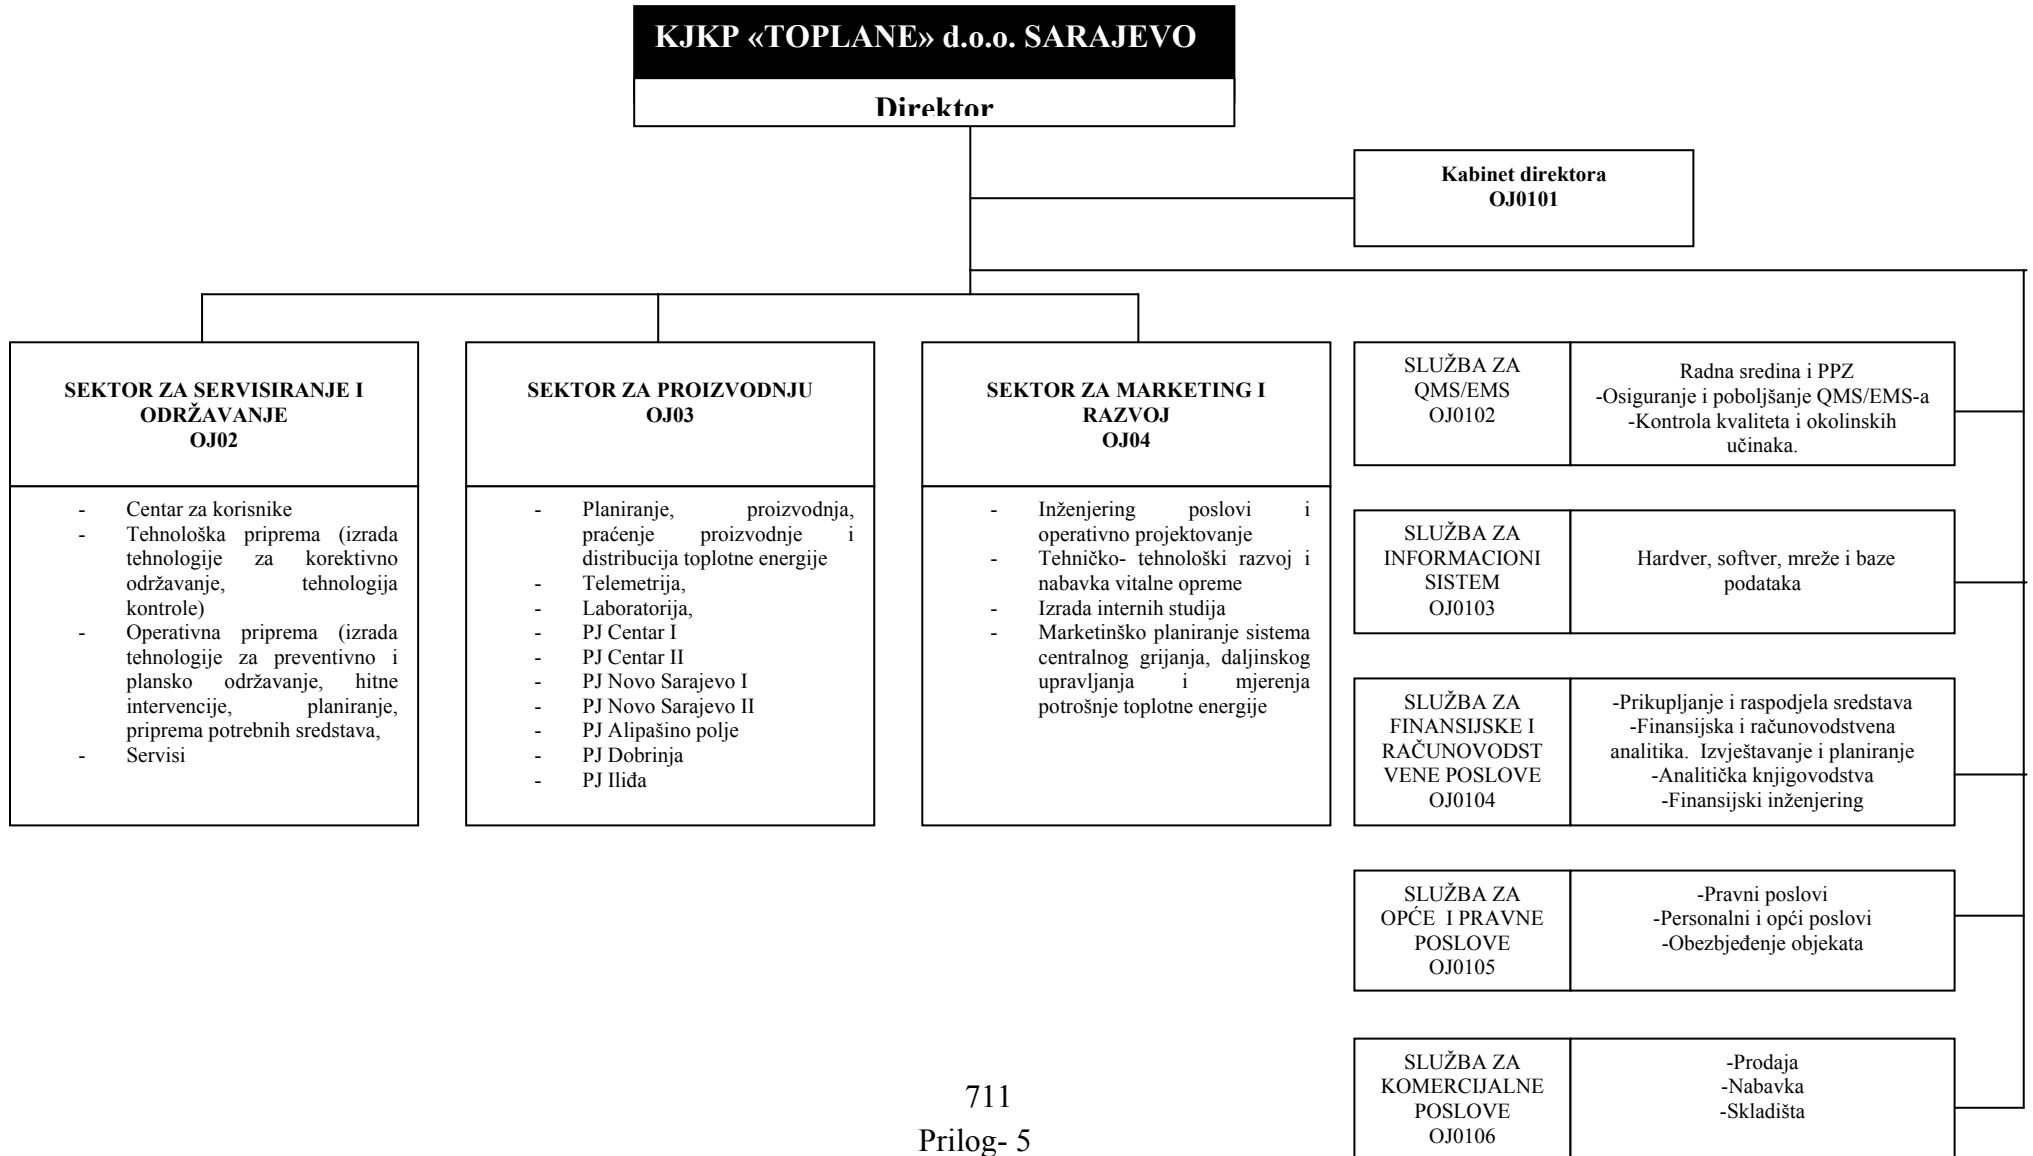 KJKP «TOPLANE» d.o.o. SARAJEVO
Direktor
Kabinet direktora
OJ0101
SEKTOR ZA SERVISIRANJE I
ODRŽAVANJE
OJ02
- Centar za korisnike
- Tehnološka priprema (izrada
tehnologije za korektivno
održavanje, tehnologija
kontrole)
- Operativna priprema (izrada
tehnologije za preventivno i
plansko održavanje, hitne
intervencije, planiranje,
priprema potrebnih sredstava,
- Servisi
SEKTOR ZA PROIZVODNJU
OJ03
- Planiranje, proizvodnja,
praćenje proizvodnje i
distribucija toplotne energije
- Telemetrija,
- Laboratorija,
- PJ Centar I
- PJ Centar II
- PJ Novo Sarajevo I
- PJ Novo Sarajevo II
- PJ Alipašino polje
- PJ Dobrinja
- PJ Iliđa
SEKTOR ZA MARKETING I
RAZVOJ
OJ04
- Inženjering poslovi i
operativno projektovanje
- Tehničko- tehnološki razvoj i
nabavka vitalne opreme
- Izrada internih studija
- Marketinško planiranje sistema
centralnog grijanja, daljinskog
upravljanja i mjerenja
potrošnje toplotne energije
SLUŽBA ZA
QMS/EMS
OJ0102
Radna sredina i PPZ
-Osiguranje i poboljšanje QMS/EMS-a
-Kontrola kvaliteta i okolinskih
učinaka.
SLUŽBA ZA
INFORMACIONI
SISTEM
OJ0103
Hardver, softver, mreže i baze
podataka
SLUŽBA ZA
FINANSIJSKE I
RAČUNOVODST
VENE POSLOVE
OJ0104
-Prikupljanje i raspodjela sredstava
-Finansijska i računovodstvena
analitika. Izvještavanje i planiranje
-Analitička knjigovodstva
-Finansijski inženjering
SLUŽBA ZA
OPĆE I PRAVNE
POSLOVE
OJ0105
-Pravni poslovi
-Personalni i opći poslovi
-Obezbjeđenje objekata
SLUŽBA ZA
KOMERCIJALNE
POSLOVE
OJ0106
-Prodaja
-Nabavka
-Skladišta
711
Prilog- 5